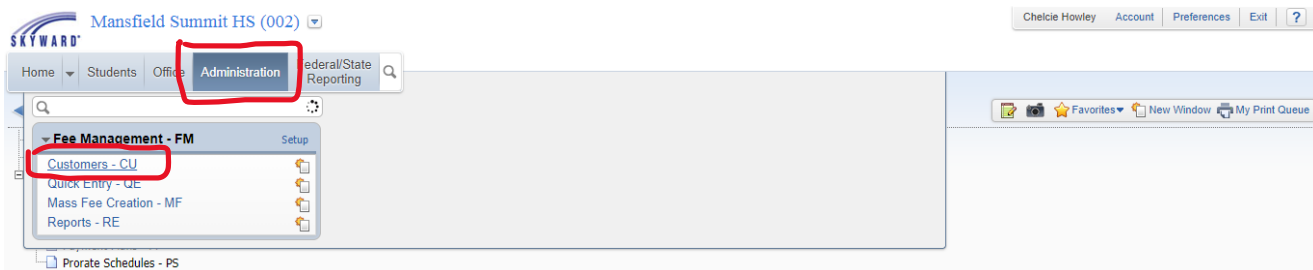 Mansfield Summit HS (002)
Chelcie Howley Account Preferences Exit ?
SKYWARD
Home Students Office Administration Federal/State Reporting
Favorites New Window My Print Queue
Fee Management - FM Setup
Customers - CU
Quick Entry - QE
Mass Fee Creation - MF
Reports - RE
Prorate Schedules - PS